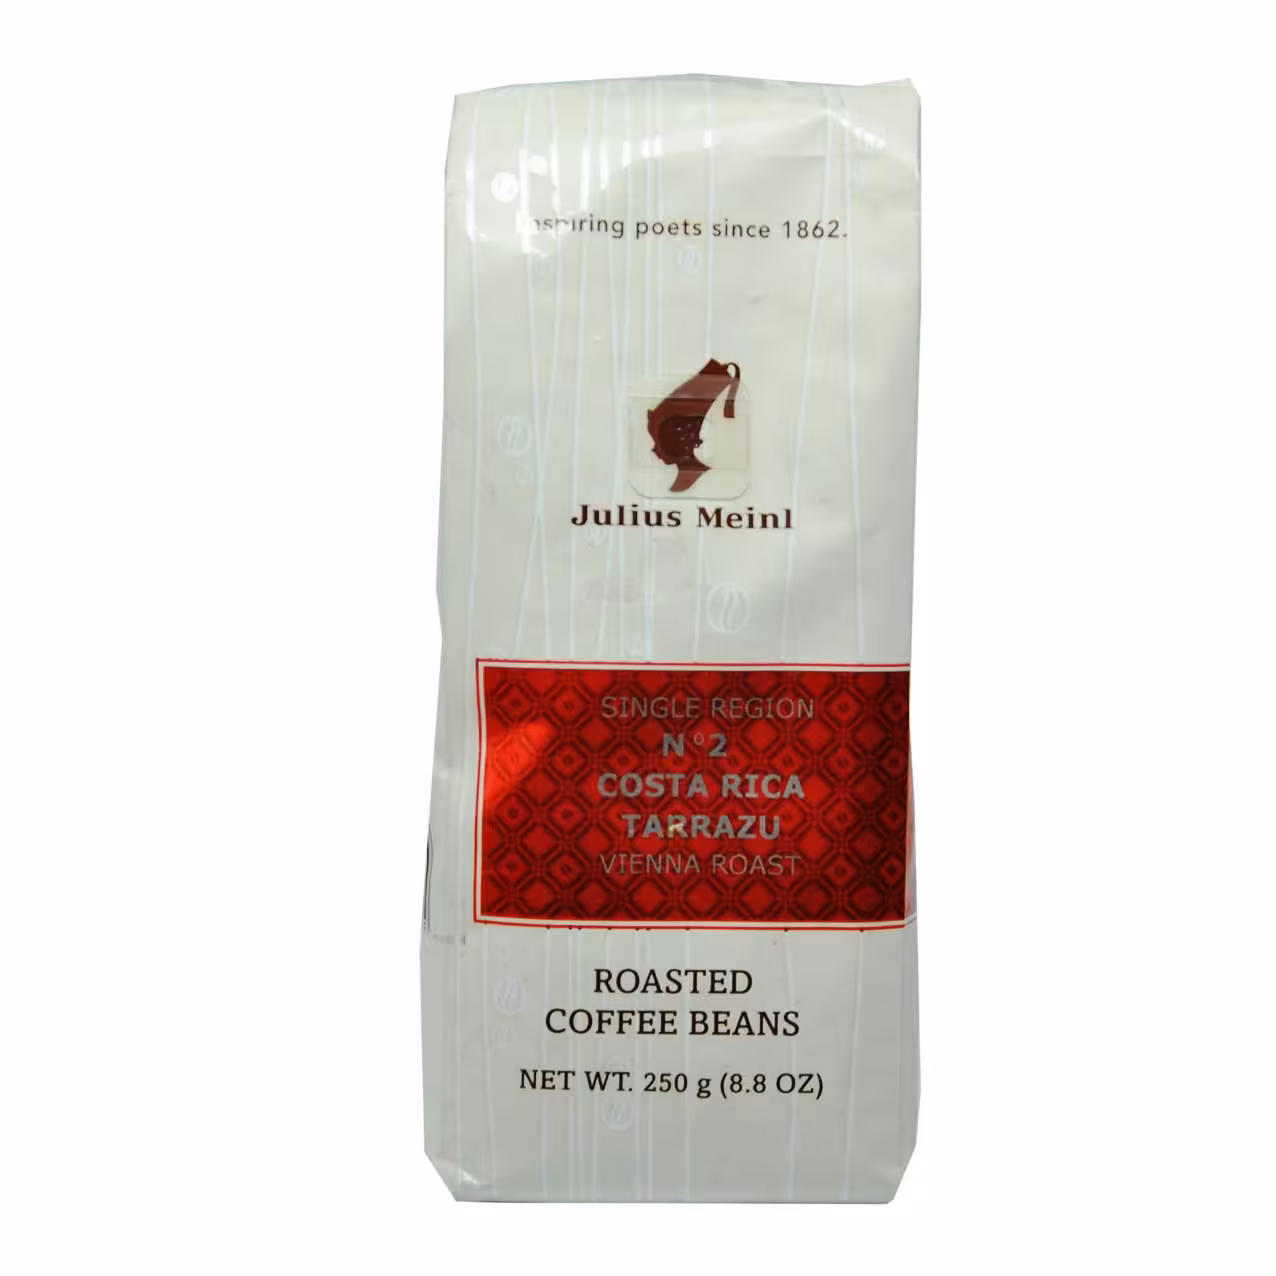 Inspiring poets since 1862.
Julius Meinl
SINGLE REGION
N°2
COSTA RICA
TARRAZU
VIENNA ROAST
ROASTED
COFFEE BEANS
NET WT. 250 g (8.8 OZ)